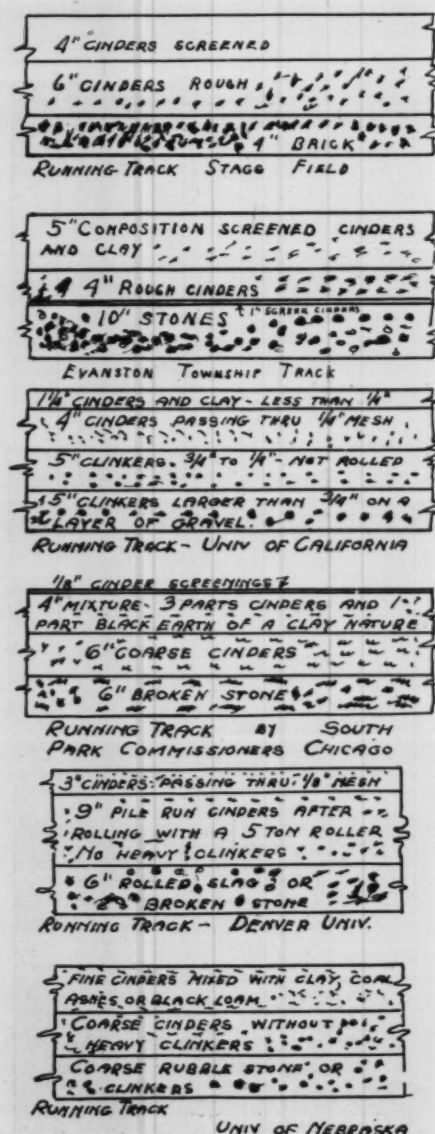 4" CINDERS SCREENED
6" CINDERS ROUGH
4" BRICK
RUNNING TRACK STAGG FIELD
5" COMPOSITION SCREENED CINDERS
AND CLAY
4" ROUGH CINDERS
1" SCREEN CINDERS
10" STONES
EVANSTON TOWNSHIP TRACK
1¼" CINDERS AND CLAY - LESS THAN ¼"
4" CINDERS PASSING THRU ¼" MESH
5" CLINKERS. ¾" TO ¼" - NOT ROLLED
5" CLINKERS LARGER THAN ¾" ON A
LAYER OF GRAVEL.
RUNNING TRACK - UNIV OF CALIFORNIA
⅛" CINDER SCREENINGS
4" MIXTURE - 3 PARTS CINDERS AND 1
PART BLACK EARTH OF A CLAY NATURE
6" COARSE CINDERS
6" BROKEN STONE
RUNNING TRACK BY SOUTH
PARK COMMISSIONERS CHICAGO
3" CINDERS PASSING THRU ⅛" MESH
9" PILE RUN CINDERS AFTER
ROLLING WITH A 5 TON ROLLER
NO HEAVY CLINKERS
6" ROLLED SLAG OR
BROKEN STONE
RUNNING TRACK - DENVER UNIV.
FINE CINDERS MIXED WITH CLAY, COAL
ASHES OR BLACK LOAM
COARSE CINDERS WITHOUT
HEAVY CLINKERS
COARSE RUBBLE STONE OR
CLINKERS
RUNNING TRACK
UNIV OF NEBRASKA